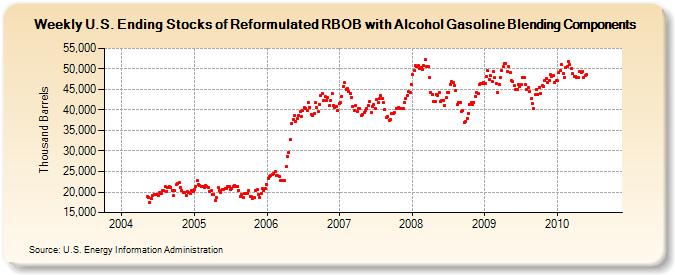 Weekly U.S. Ending Stocks of Reformulated RBOB with Alcohol Gasoline Blending Components
Thousand Barrels
55,000
50,000
45,000
40,000
35,000
30,000
25,000
20,000
15,000
2004 2005 2006 2007 2008 2009 2010
Source: U.S. Energy Information Administration